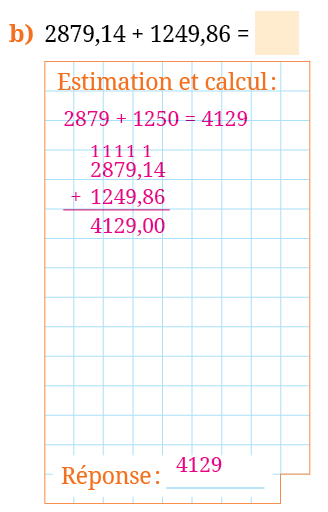 b) 2879,14 + 1249,86 =
Estimation et calcul :
2879 + 1250 = 4129
1111 1
2879,14
+ 1249,86
4129,00
Réponse : 4129